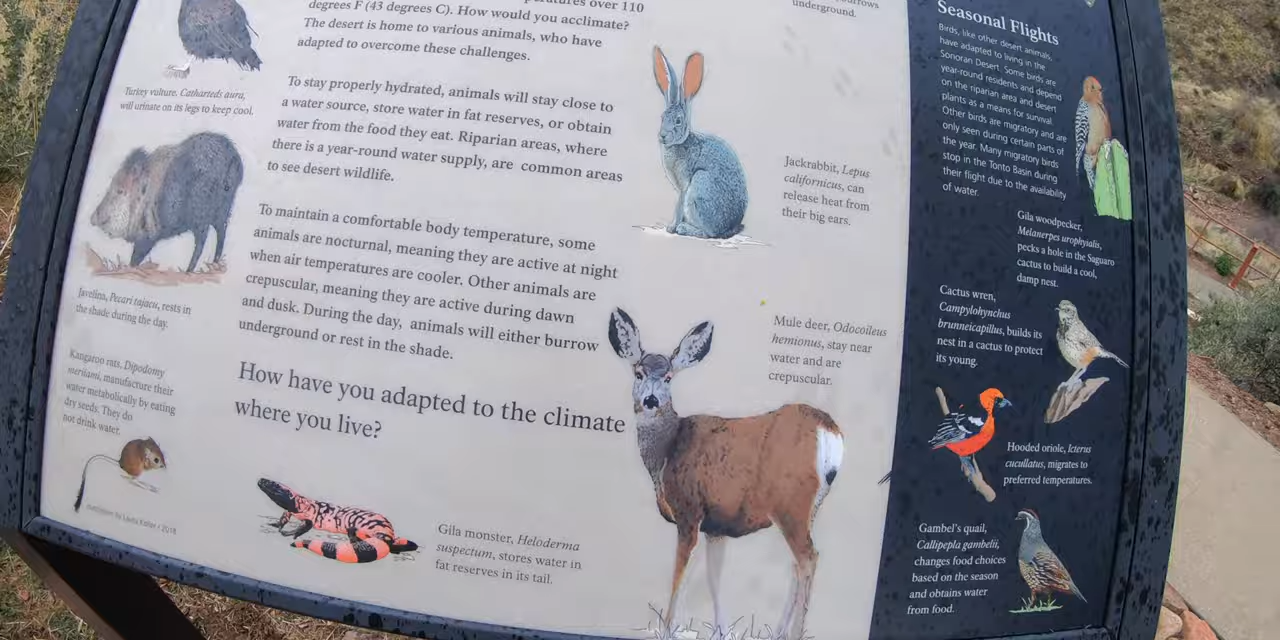 temperatures over 110
degrees F (43 degrees C). How would you acclimate?
The desert is home to various animals, who have
adapted to overcome these challenges.
To stay properly hydrated, animals will stay close to
a water source, store water in fat reserves, or obtain
water from the food they eat. Riparian areas, where
there is a year-round water supply, are common areas
to see desert wildlife.
To maintain a comfortable body temperature, some
animals are nocturnal, meaning they are active at night
when air temperatures are cooler. Other animals are
crepuscular, meaning they are active during dawn
and dusk. During the day, animals will either burrow
underground or rest in the shade.
How have you adapted to the climate
where you live?
Turkey vulture, Cathartes aura,
will urinate on its legs to keep cool.
Javelina, Pecari tajacu, rests in
the shade during the day.
Kangaroo rats, Dipodomy
merriami, manufacture their
water metabolically by eating
dry seeds. They do
not drink water.
2018
Gila monster, Heloderma
suspectum, stores water in
fat reserves in its tail.
underground.
Jackrabbit, Lepus
californicus, can
release heat from
their big ears.
Mule deer, Odocoileus
hemionus, stay near
water and are
crepuscular.
Seasonal Flights
Birds, like other desert animals,
have adapted to living in the
Sonoran Desert. Some birds are
year-round residents and depend
on the riparian area and desert
plants as a means for survival.
Other birds are migratory and are
only seen during certain parts of
the year. Many migratory birds
stop in the Tonto Basin during
their flight due to the availability
of water.
Gila woodpecker,
Melanerpes urophyialis,
pecks a hole in the Saguaro
cactus to build a cool,
damp nest.
Cactus wren,
Campylohynchus
brunneicapillus, builds its
nest in a cactus to protect
its young.
Hooded oriole, Icterus
cucullatus, migrates to
preferred temperatures.
Gambel's quail,
Callipepla gambelii,
changes food choices
based on the season
and obtains water
from food.